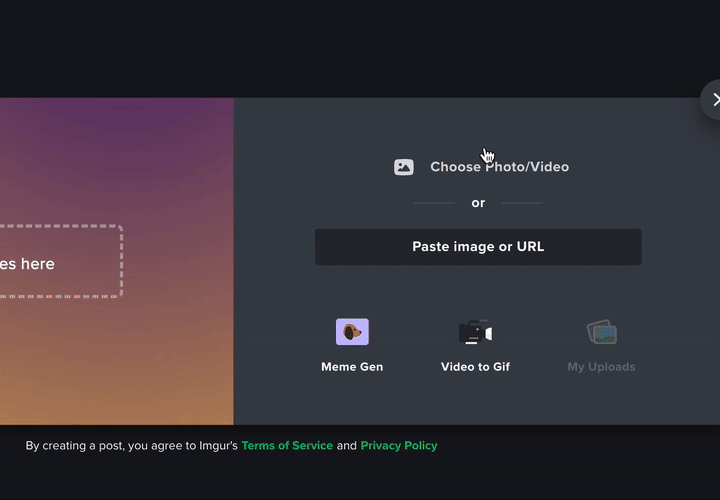 Choose Photo/Video
or
es here
Paste image or URL
Meme Gen
Video to Gif
My Uploads
By creating a post, you agree to Imgur's Terms of Service and Privacy Policy